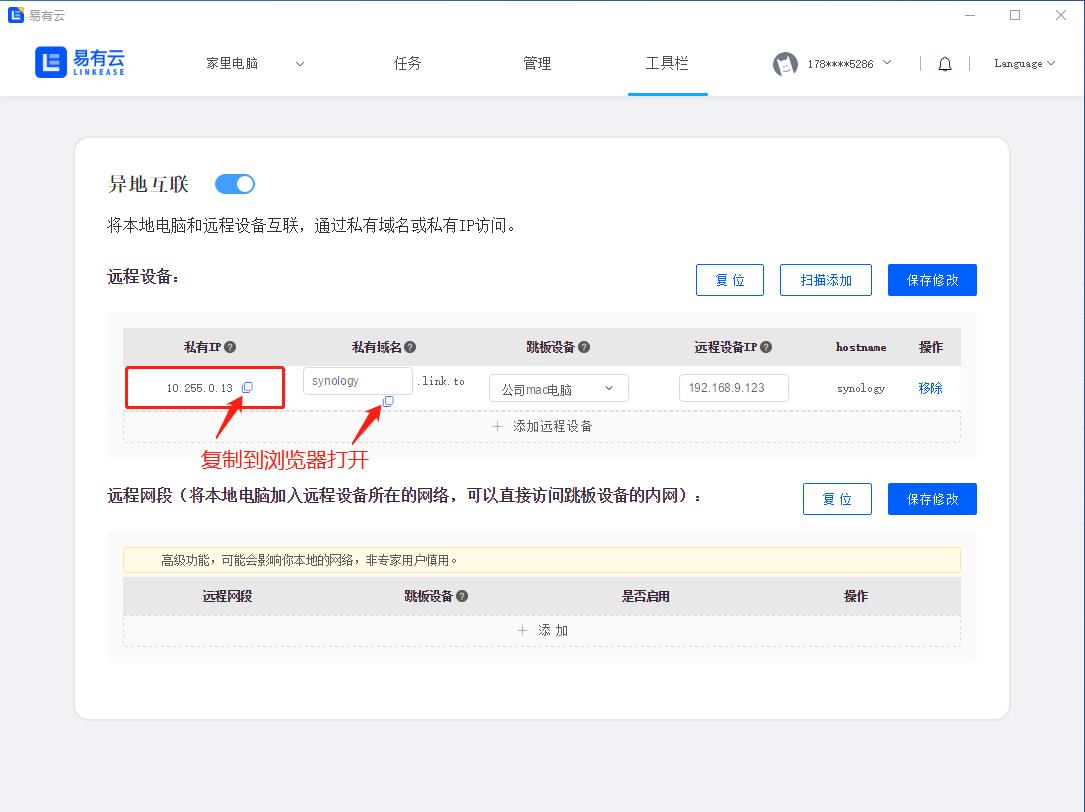 易有云
易有云
LINKEASE
家里电脑
任务
管理
工具栏
178****5286
Language
异地互联
将本地电脑和远程设备互联，通过私有域名或私有IP访问。
远程设备：
复 位
扫描添加
保存修改
私有IP
私有域名
跳板设备
远程设备IP
hostname
操作
10.255.0.13
synology
.link.to
公司mac电脑
192.168.9.123
synology
移除
添加远程设备
复制到浏览器打开
远程网段（将本地电脑加入远程设备所在的网络，可以直接访问跳板设备的内网）：
复 位
保存修改
高级功能，可能会影响你本地的网络，非专家用户慎用。
远程网段
跳板设备
是否启用
操作
添 加